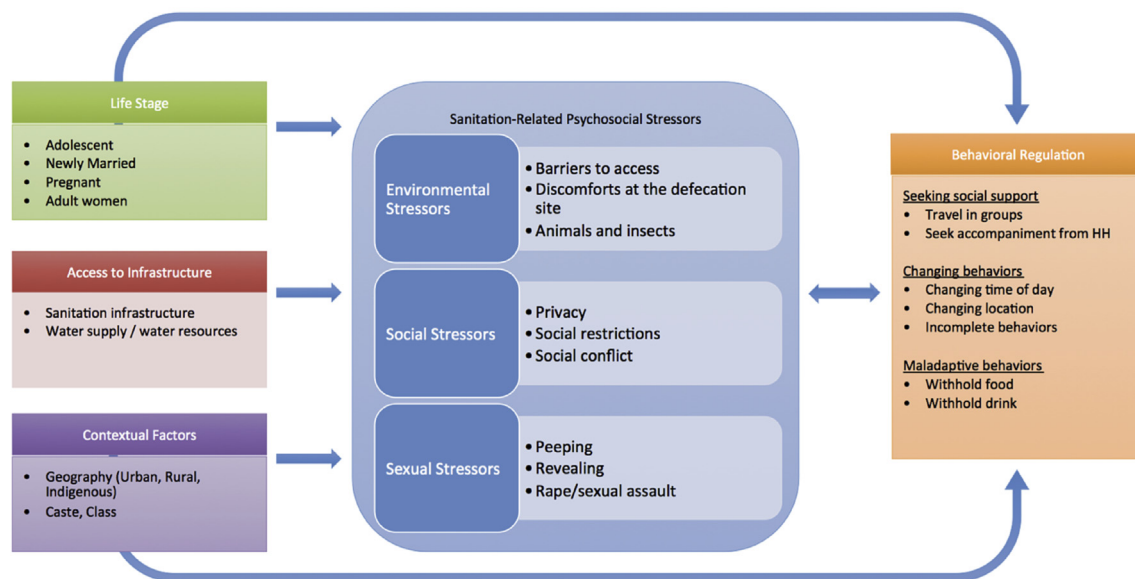 Life Stage
Adolescent
Newly Married
Pregnant
Adult women
Access to Infrastructure
Sanitation infrastructure
Water supply / water resources
Contextual Factors
Geography (Urban, Rural,
Indigenous)
Caste, Class
Sanitation-Related Psychosocial Stressors
Environmental
Stressors
Barriers to access
Discomforts at the defecation
site
Animals and insects
Social Stressors
Privacy
Social restrictions
Social conflict
Sexual Stressors
Peeping
Revealing
Rape/sexual assault
Behavioral Regulation
Seeking social support
Travel in groups
Seek accompaniment from HH
Changing behaviors
Changing time of day
Changing location
Incomplete behaviors
Maladaptive behaviors
Withhold food
Withhold drink